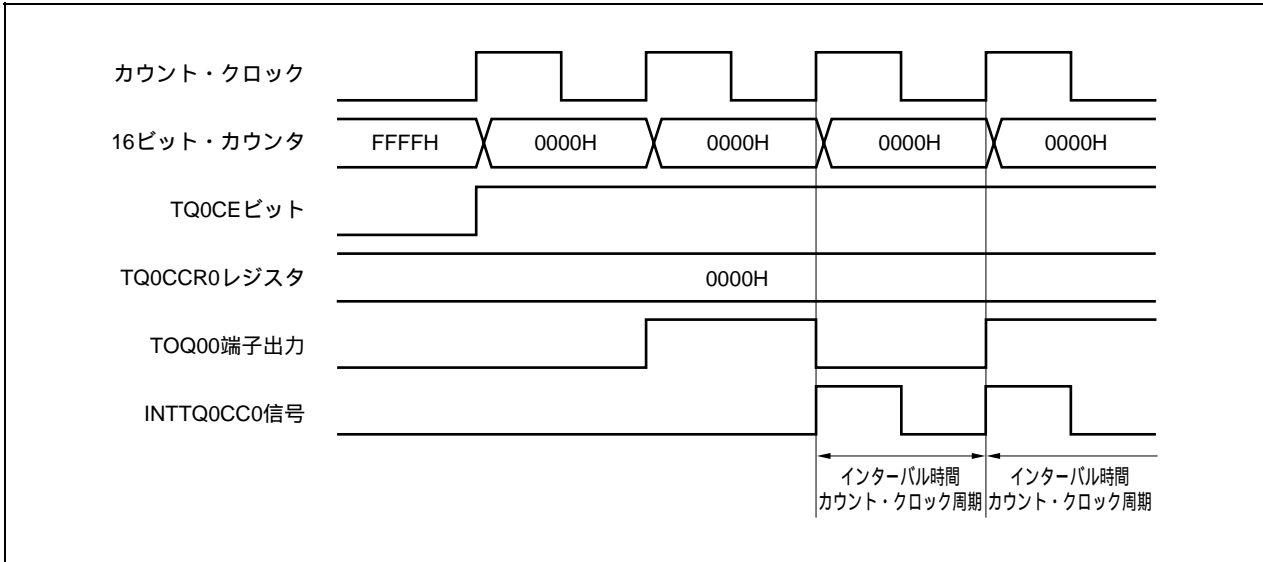 カウント・クロック
16ビット・カウンタ
FFFFH
0000H
0000H
0000H
0000H
TQ0CEビット
TQ0CCR0レジスタ
0000H
TOQ00端子出力
INTTQ0CC0信号
インターバル時間
カウント・クロック周期
インターバル時間
カウント・クロック周期